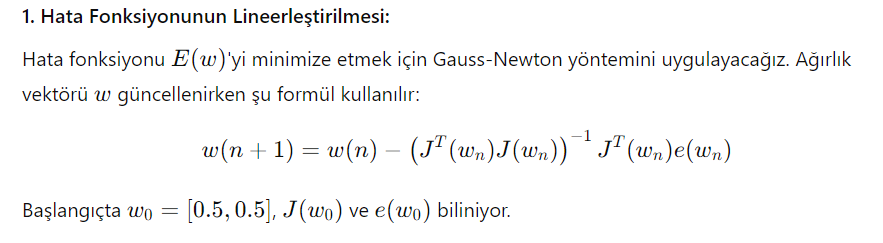 1. Hata Fonksiyonunun Lineerleştirilmesi:
Hata fonksiyonu E(w)'yi minimize etmek için Gauss-Newton yöntemini uygulayacağız. Ağırlık
vektörü w güncellenirken şu formül kullanılır:
w(n + 1) = w(n) − (J^T(w_n)J(w_n))^{−1} J^T(w_n)e(w_n)
Başlangıçta w_0 = [0.5, 0.5], J(w_0) ve e(w_0) biliniyor.